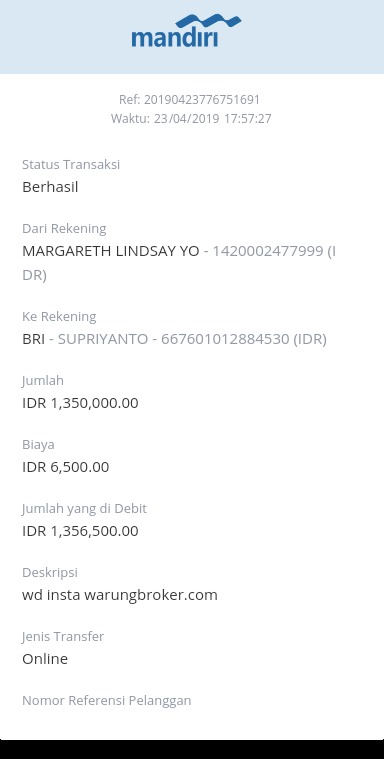 mandiri
Ref: 20190423776751691
Waktu: 23/04/2019 17:57:27
Status Transaksi
Berhasil
Dari Rekening
MARGARETH LINDSAY YO - 1420002477999 (I
DR)
Ke Rekening
BRI - SUPRIYANTO - 667601012884530 (IDR)
Jumlah
IDR 1,350,000.00
Biaya
IDR 6,500.00
Jumlah yang di Debit
IDR 1,356,500.00
Deskripsi
wd insta warungbroker.com
Jenis Transfer
Online
Nomor Referensi Pelanggan